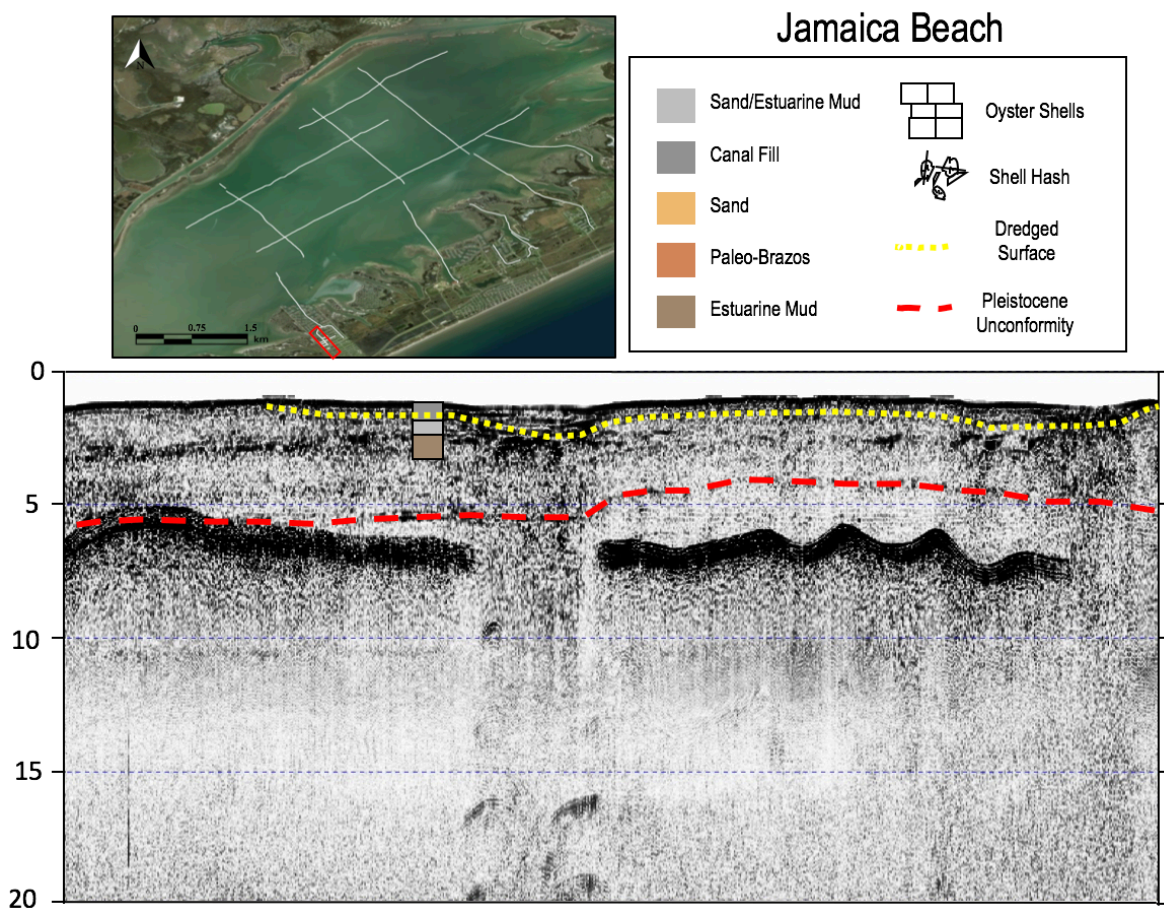 Jamaica Beach
N
0 0.75 1.5
km
Sand/Estuarine Mud
Canal Fill
Sand
Paleo-Brazos
Estuarine Mud
Oyster Shells
Shell Hash
Dredged
Surface
Pleistocene
Unconformity
0
5
10
15
20